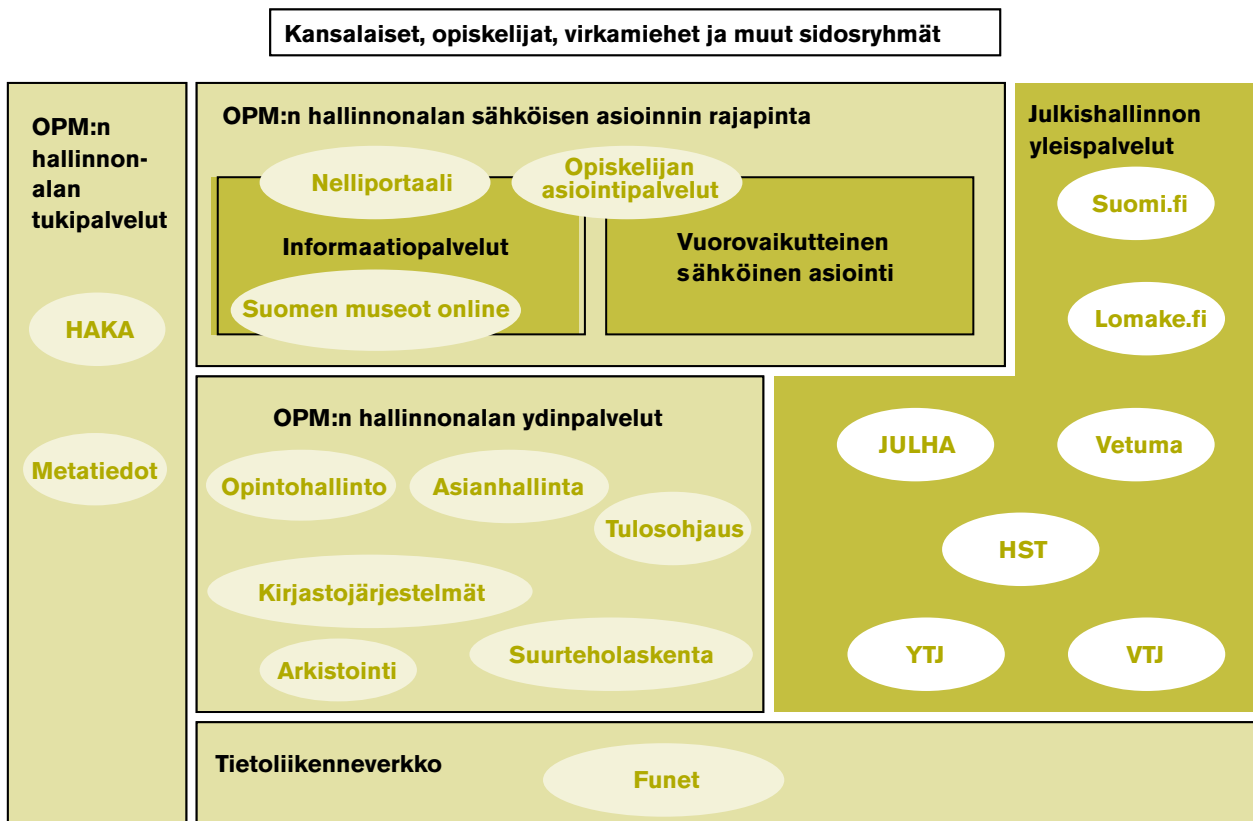 Kansalaiset, opiskelijat, virkamiehet ja muut sidosryhmät
OPM:n
hallinnon-
alan
tukipalvelut
HAKA
Metatiedot
OPM:n hallinnonalan sähköisen asioinnin rajapinta
Nelliportaali
Opiskelijan
asiointipalvelut
Informaatiopalvelut
Suomen museot online
Vuorovaikutteinen
sähköinen asiointi
Julkishallinnon
yleispalvelut
Suomi.fi
Lomake.fi
JULHA
Vetuma
HST
YTJ
VTJ
OPM:n hallinnonalan ydinpalvelut
Opintohallinto
Asianhallinta
Tulosohjaus
Kirjastojärjestelmät
Arkistointi
Suurteholaskenta
Tietoliikenneverkko
Funet